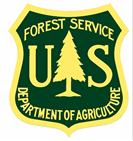 FOREST SERVICE
U S
DEPARTMENT OF AGRICULTURE